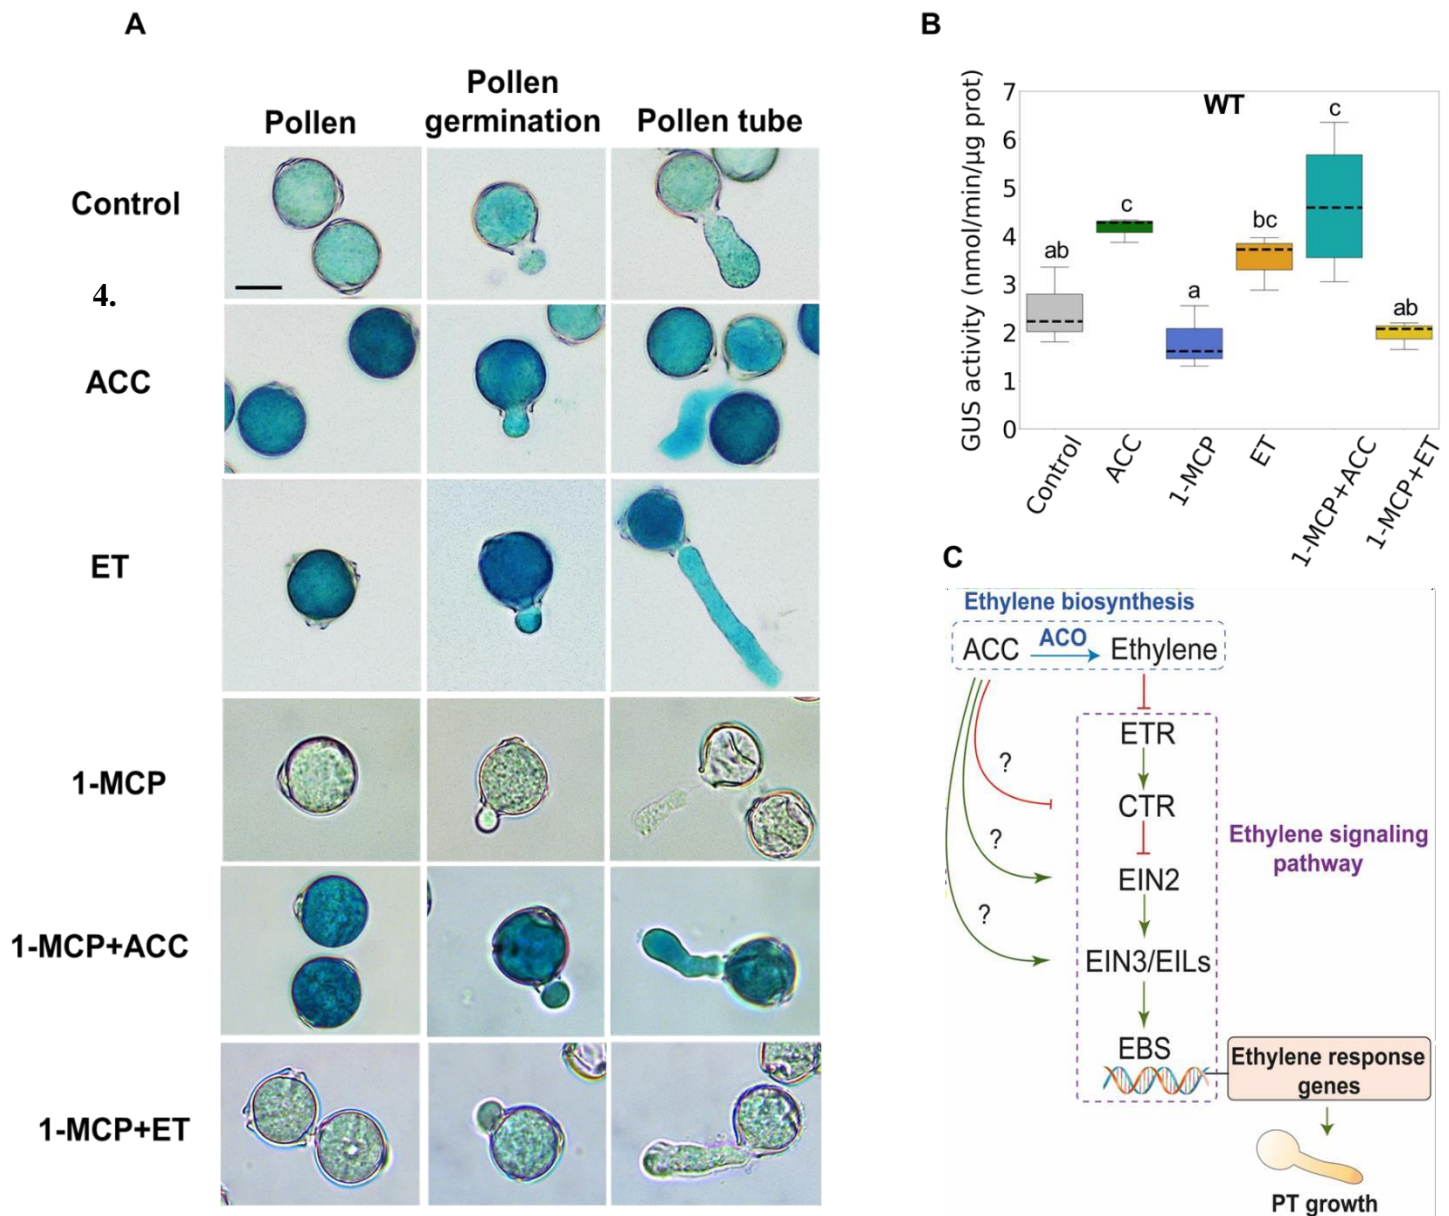 A
Pollen
Pollen
germination
Pollen tube
Control
4.
ACC
ET
1-MCP
1-MCP+ACC
1-MCP+ET
B
WT
GUS activity (nmol/min/µg prot)
7
6
5
4
3
2
1
0
ab
c
a
bc
c
ab
Control
ACC
1-MCP
ET
1-MCP+ACC
1-MCP+ET
C
Ethylene biosynthesis
ACC
ACO
Ethylene
ETR
?
CTR
?
Ethylene signaling
pathway
EIN2
?
EIN3/EILs
EBS
Ethylene response
genes
PT growth